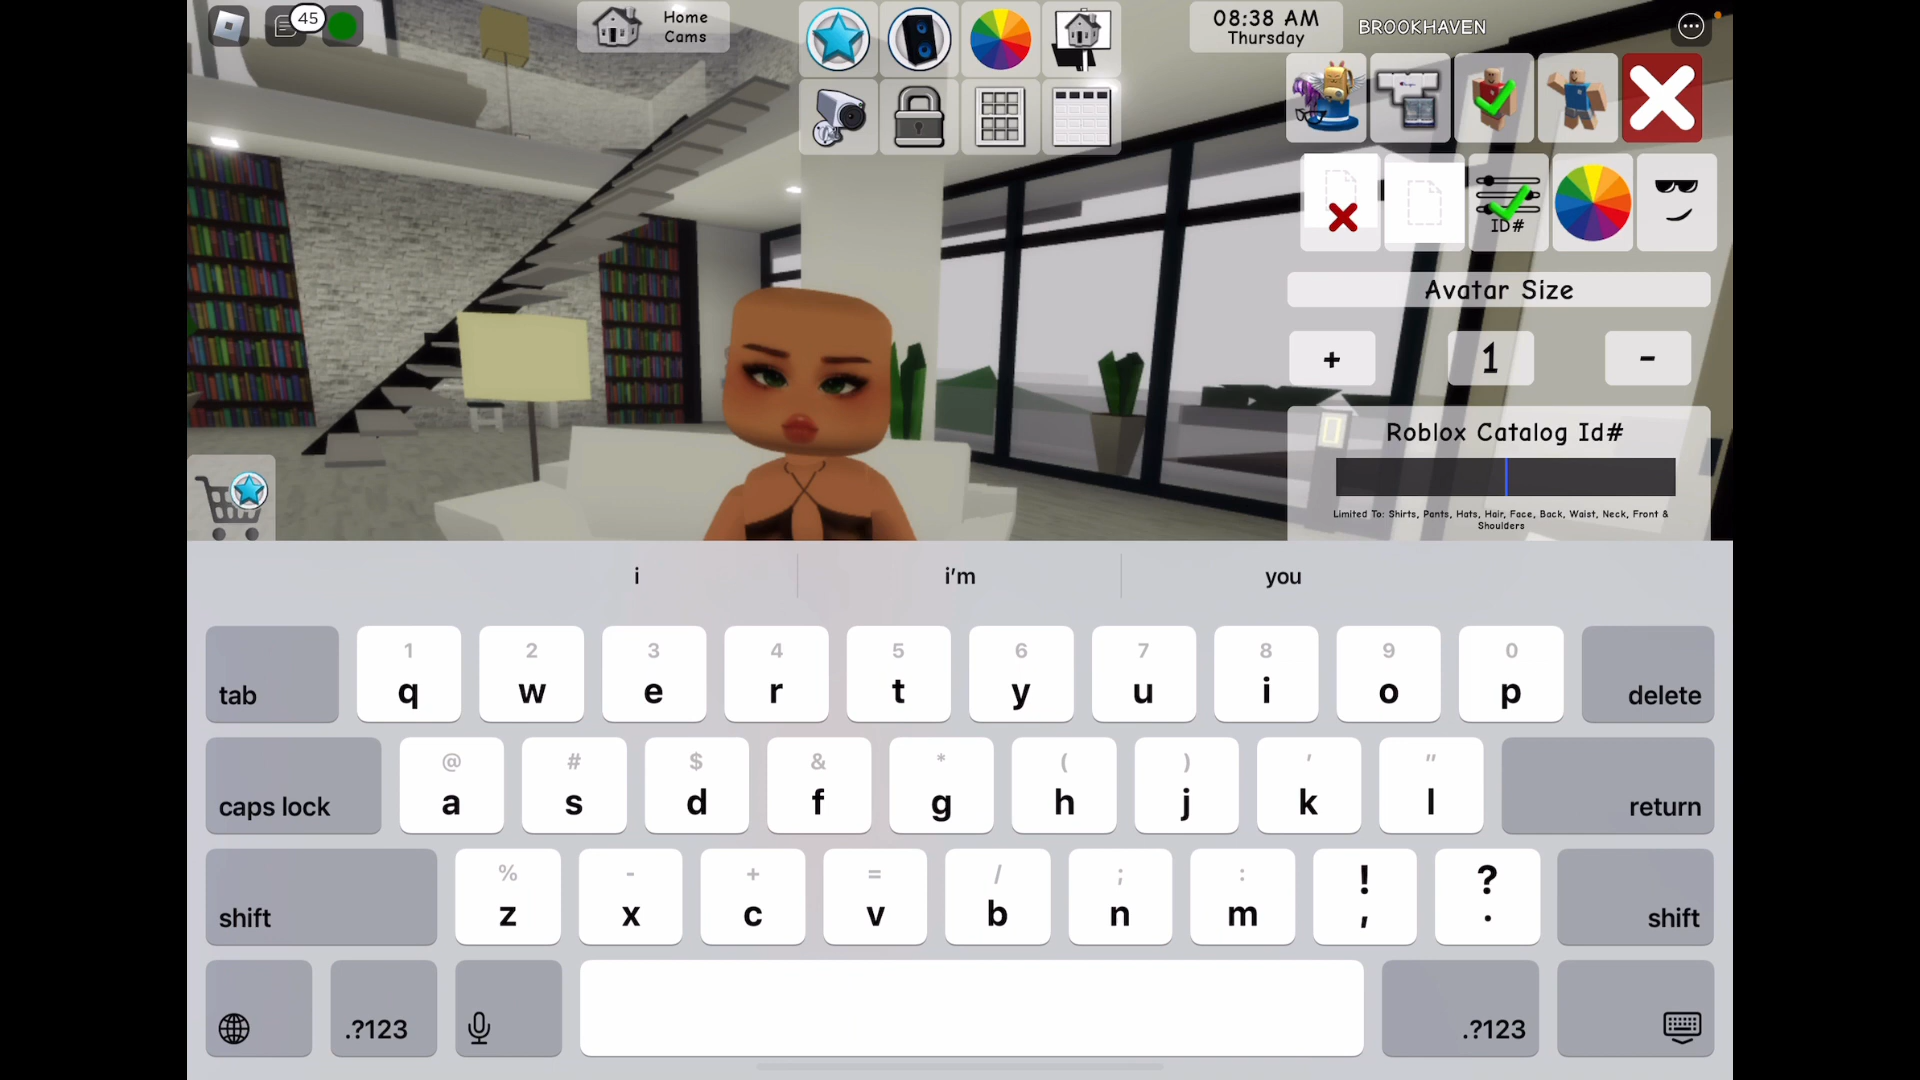 45
Home
Cams
08:38 AM
Thursday
BROOKHAVEN
ID#
Avatar Size
+ 1 -
Roblox Catalog Id#
Limited To: Shirts, Pants, Hats, Hair, Face, Back, Waist, Neck, Front &
Shoulders
i i'm you
tab 1 q 2 w 3 e 4 r 5 t 6 y 7 u 8 i 9 o 0 p delete
caps lock @ a # s $ d & f * g ( h ) j ' k " l return
shift % z - x + c = v / b ; n : m ! , ? . shift
.?123 .?123